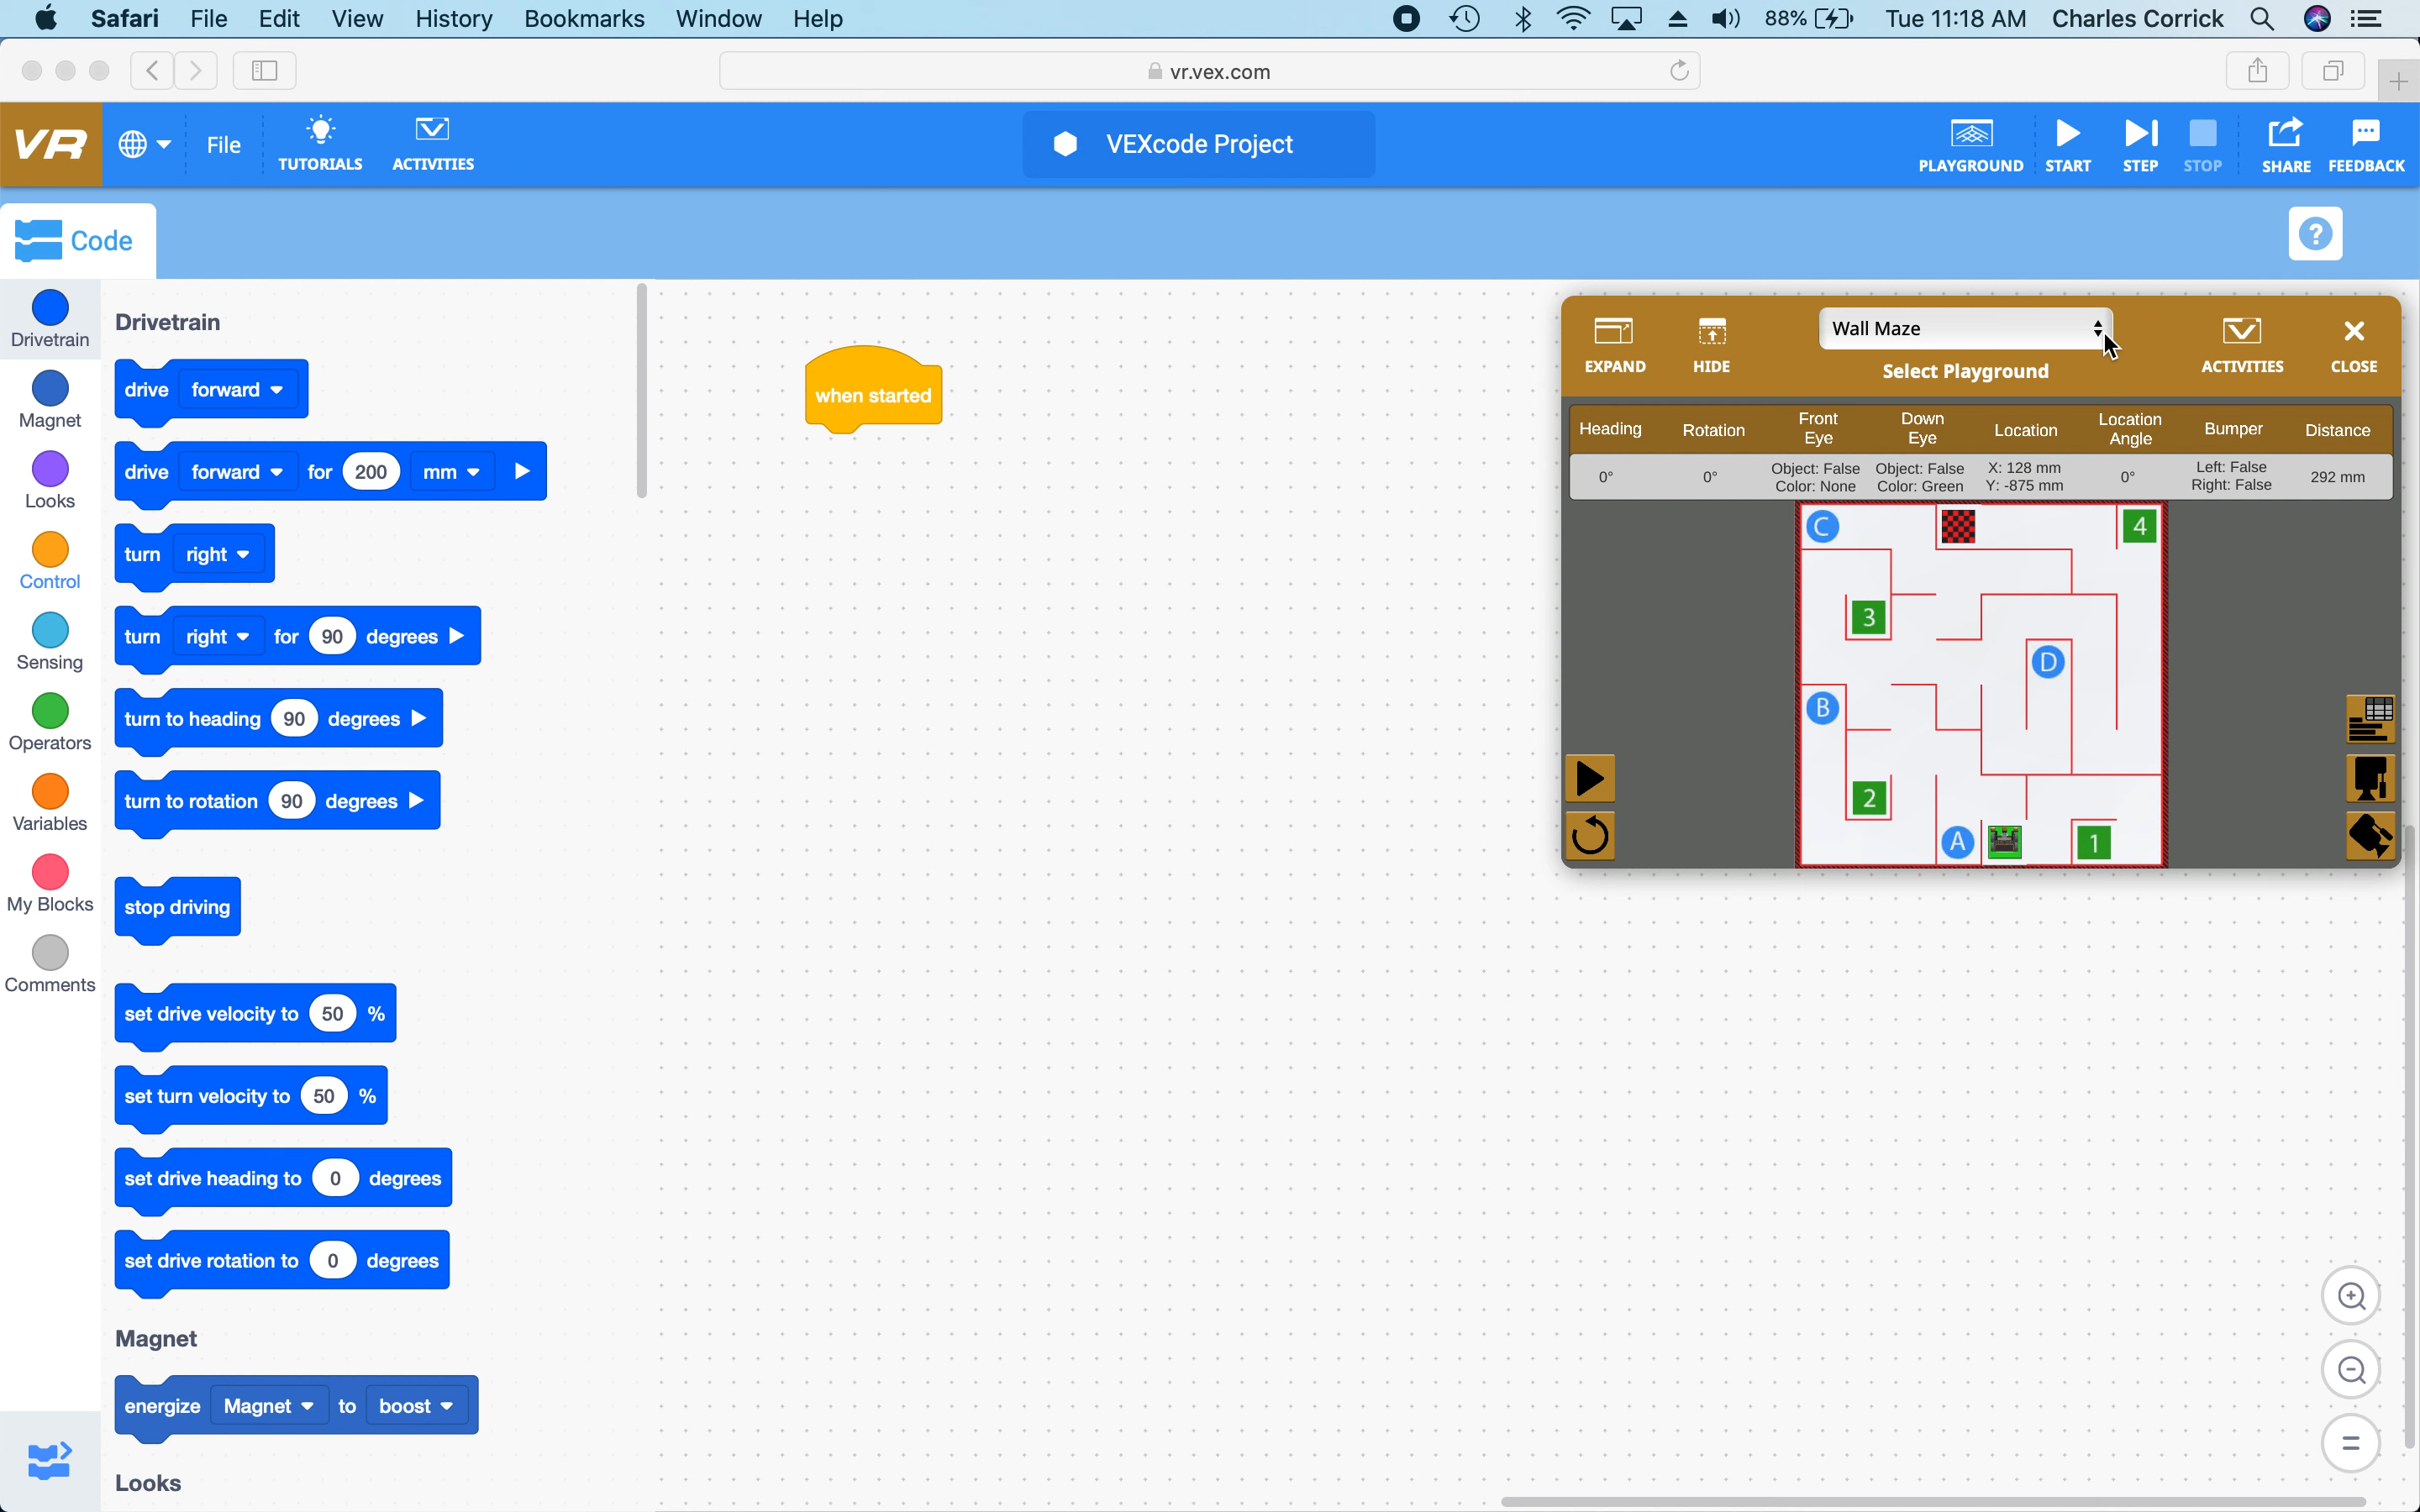 Safari File Edit View History Bookmarks Window Help 88% Tue 11:18 AM Charles Corrick
vr.vex.com
VR File TUTORIALS ACTIVITIES VEXcode Project PLAYGROUND START STEP STOP SHARE FEEDBACK
Code ?
Drivetrain
Magnet
Looks
Control
Sensing
Operators
Variables
My Blocks
Comments
Drivetrain
drive forward
drive forward for 200 mm
turn right
turn right for 90 degrees
turn to heading 90 degrees
turn to rotation 90 degrees
stop driving
set drive velocity to 50 %
set turn velocity to 50 %
set drive heading to 0 degrees
set drive rotation to 0 degrees
Magnet
energize Magnet to boost
Looks
when started
EXPAND HIDE Wall Maze ACTIVITIES CLOSE
Select Playground
Heading Rotation Front Eye Down Eye Location Location Angle Bumper Distance
0° 0° Object: False Object: False X: 128 mm 0° Left: False 292 mm
Color: None Color: Green Y: -875 mm Right: False
C 4
3
D
B
2
A 1